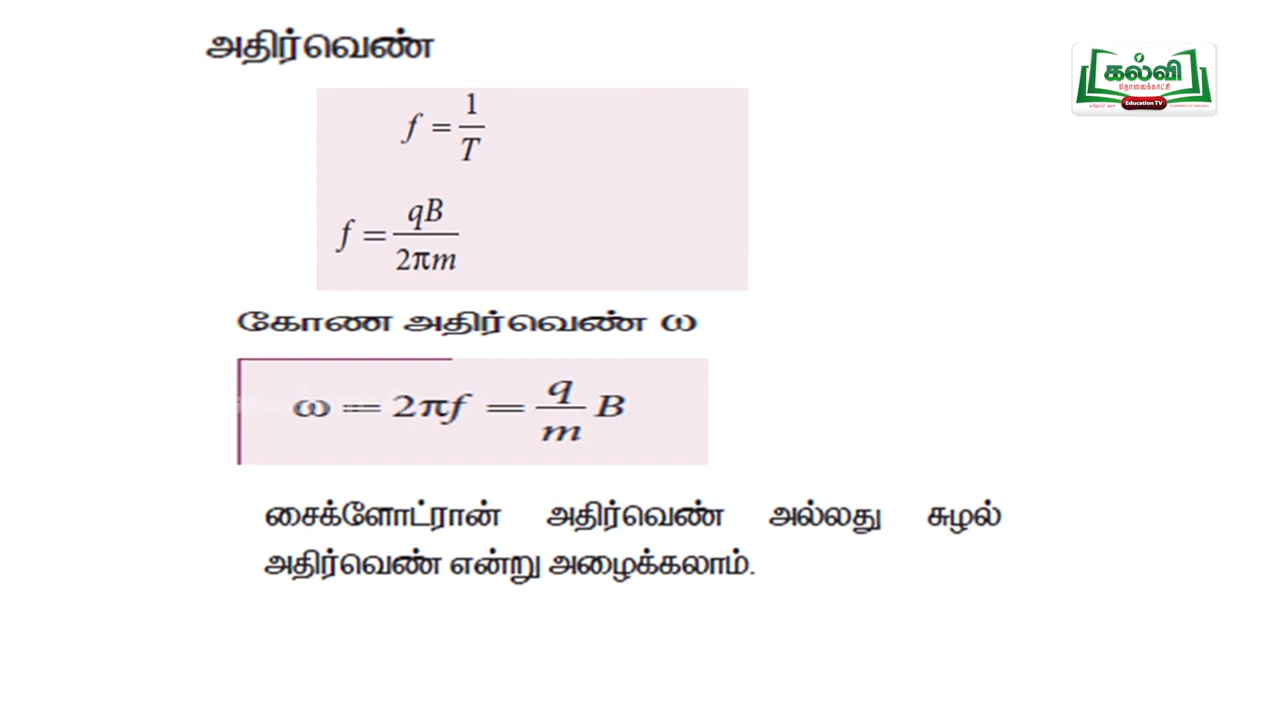 அதிர்வெண்
கல்வி
தொலைக்காட்சி
Education TV
f = 1/T
f = qB/2πm
கோண அதிர்வெண் ω
ω = 2πf = q/m B
சைக்ளோட்ரான் அதிர்வெண் அல்லது சுழல்
அதிர்வெண் என்று அழைக்கலாம்.